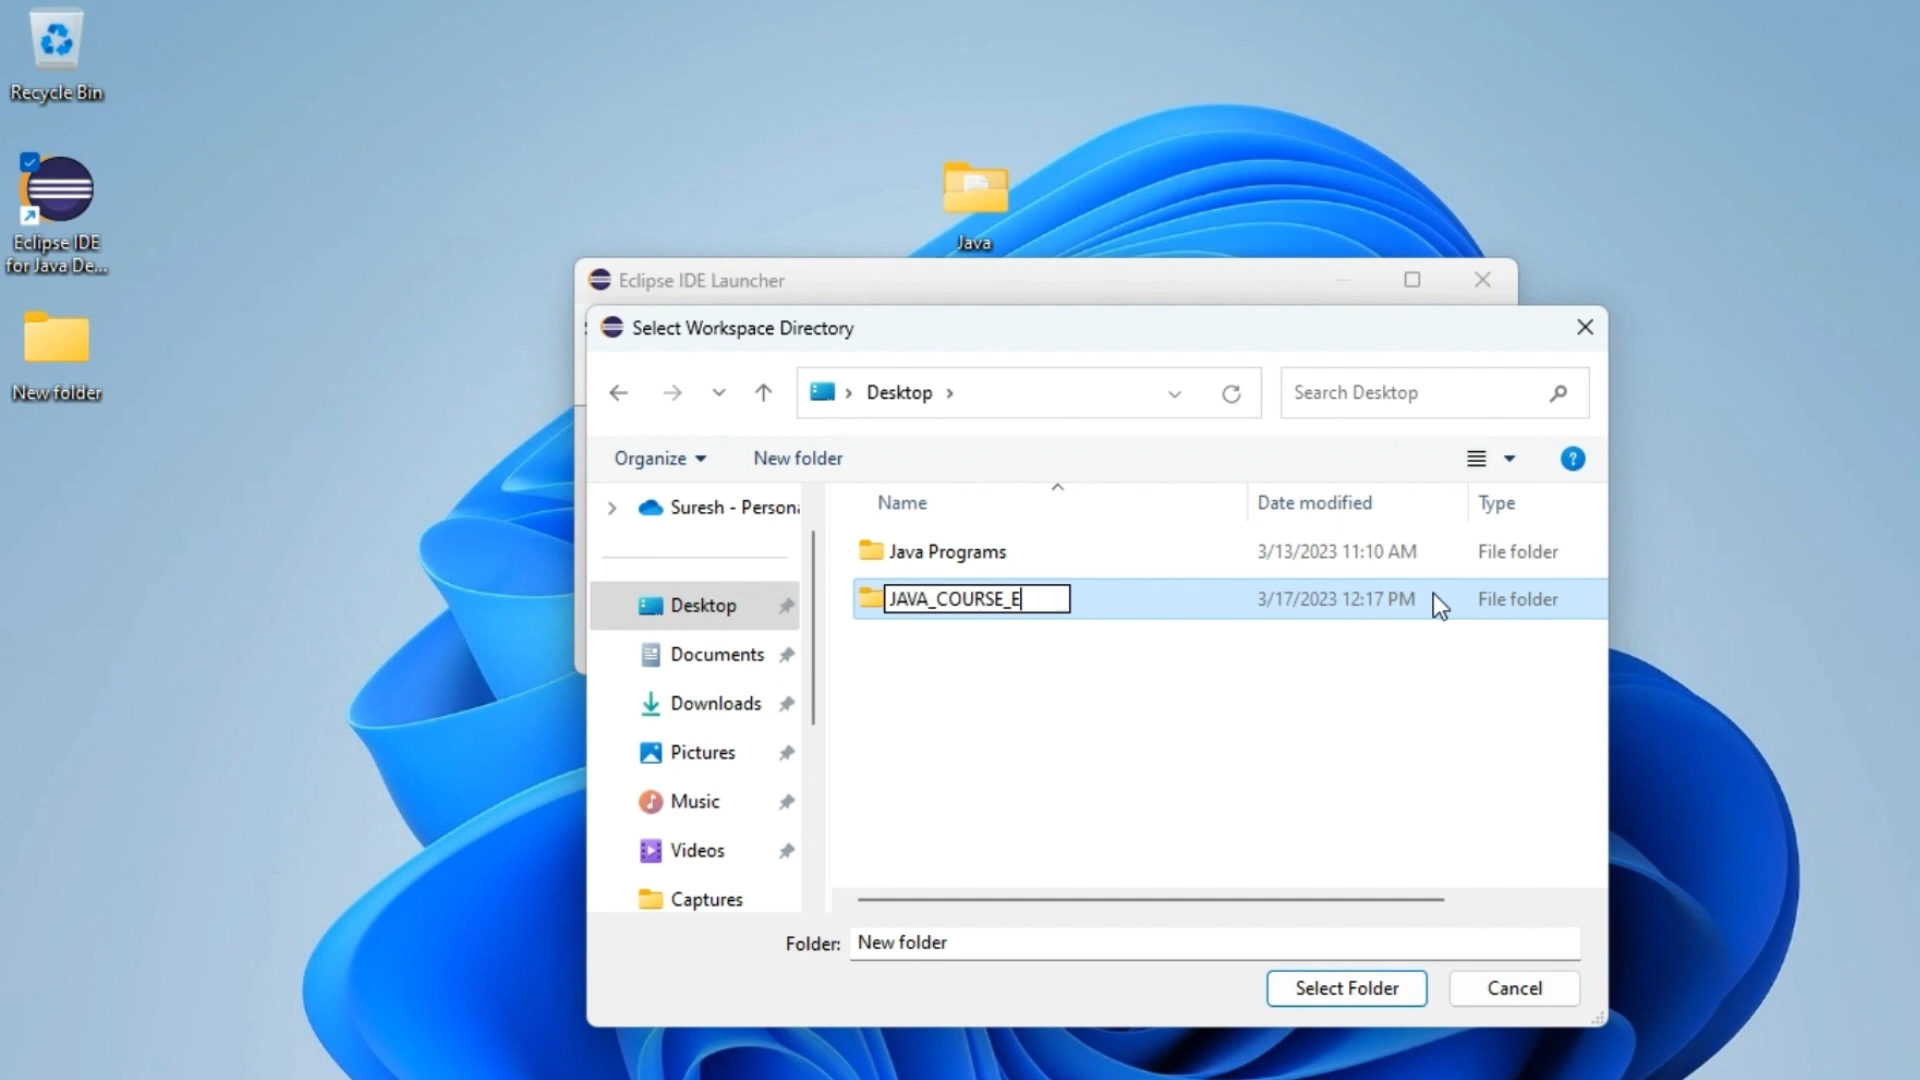 Recycle Bin
Eclipse IDE
for Java De...
New folder
Java
Eclipse IDE Launcher
Select Workspace Directory
Desktop
Search Desktop
Organize
New folder
Name
Date modified
Type
Suresh - Persona
Java Programs
3/13/2023 11:10 AM
File folder
JAVA_COURSE_E
3/17/2023 12:17 PM
File folder
Desktop
Documents
Downloads
Pictures
Music
Videos
Captures
Folder:
New folder
Select Folder
Cancel